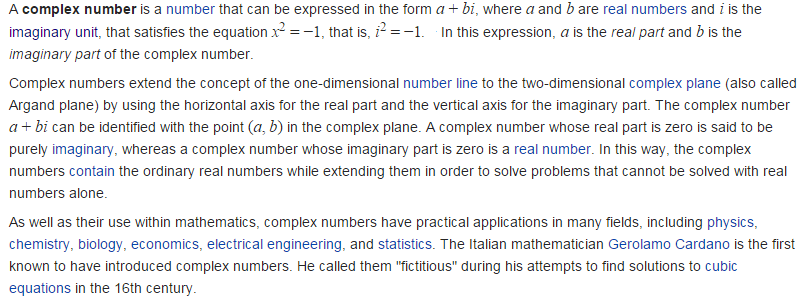 A complex number is a number that can be expressed in the form a + bi, where a and b are real numbers and i is the
imaginary unit, that satisfies the equation x² = −1, that is, i² = −1. In this expression, a is the real part and b is the
imaginary part of the complex number.
Complex numbers extend the concept of the one-dimensional number line to the two-dimensional complex plane (also called
Argand plane) by using the horizontal axis for the real part and the vertical axis for the imaginary part. The complex number
a + bi can be identified with the point (a, b) in the complex plane. A complex number whose real part is zero is said to be
purely imaginary, whereas a complex number whose imaginary part is zero is a real number. In this way, the complex
numbers contain the ordinary real numbers while extending them in order to solve problems that cannot be solved with real
numbers alone.
As well as their use within mathematics, complex numbers have practical applications in many fields, including physics,
chemistry, biology, economics, electrical engineering, and statistics. The Italian mathematician Gerolamo Cardano is the first
known to have introduced complex numbers. He called them "fictitious" during his attempts to find solutions to cubic
equations in the 16th century.